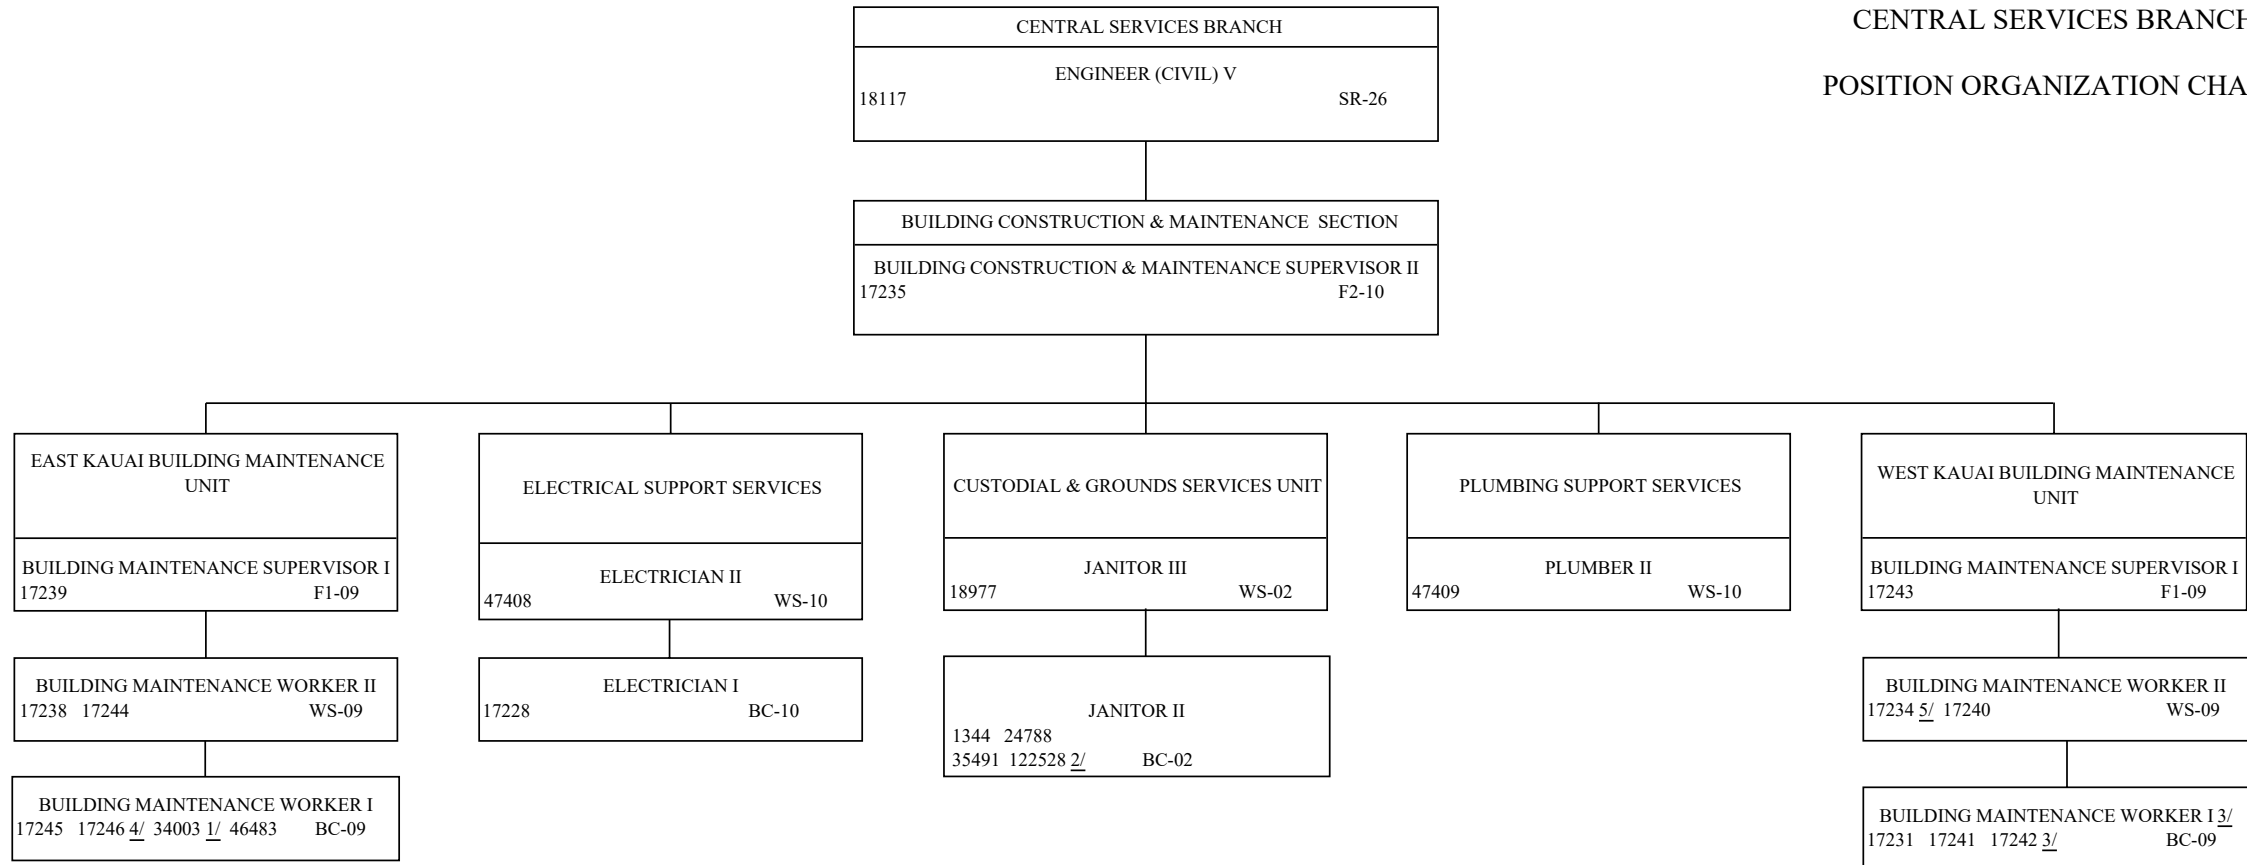 CENTRAL SERVICES BRANCH
POSITION ORGANIZATION CHA
CENTRAL SERVICES BRANCH
ENGINEER (CIVIL) V
18117 SR-26
BUILDING CONSTRUCTION & MAINTENANCE SECTION
BUILDING CONSTRUCTION & MAINTENANCE SUPERVISOR II
17235 F2-10
EAST KAUAI BUILDING MAINTENANCE
UNIT
BUILDING MAINTENANCE SUPERVISOR I
17239 F1-09
BUILDING MAINTENANCE WORKER II
17238 17244 WS-09
BUILDING MAINTENANCE WORKER I
17245 17246 4/ 34003 1/ 46483 BC-09
ELECTRICAL SUPPORT SERVICES
ELECTRICIAN II
47408 WS-10
ELECTRICIAN I
17228 BC-10
CUSTODIAL & GROUNDS SERVICES UNIT
JANITOR III
18977 WS-02
JANITOR II
1344 24788
35491 122528 2/ BC-02
PLUMBING SUPPORT SERVICES
PLUMBER II
47409 WS-10
WEST KAUAI BUILDING MAINTENANCE
UNIT
BUILDING MAINTENANCE SUPERVISOR I
17243 F1-09
BUILDING MAINTENANCE WORKER II
17234 5/ 17240 WS-09
BUILDING MAINTENANCE WORKER I 3/
17231 17241 17242 3/ BC-09